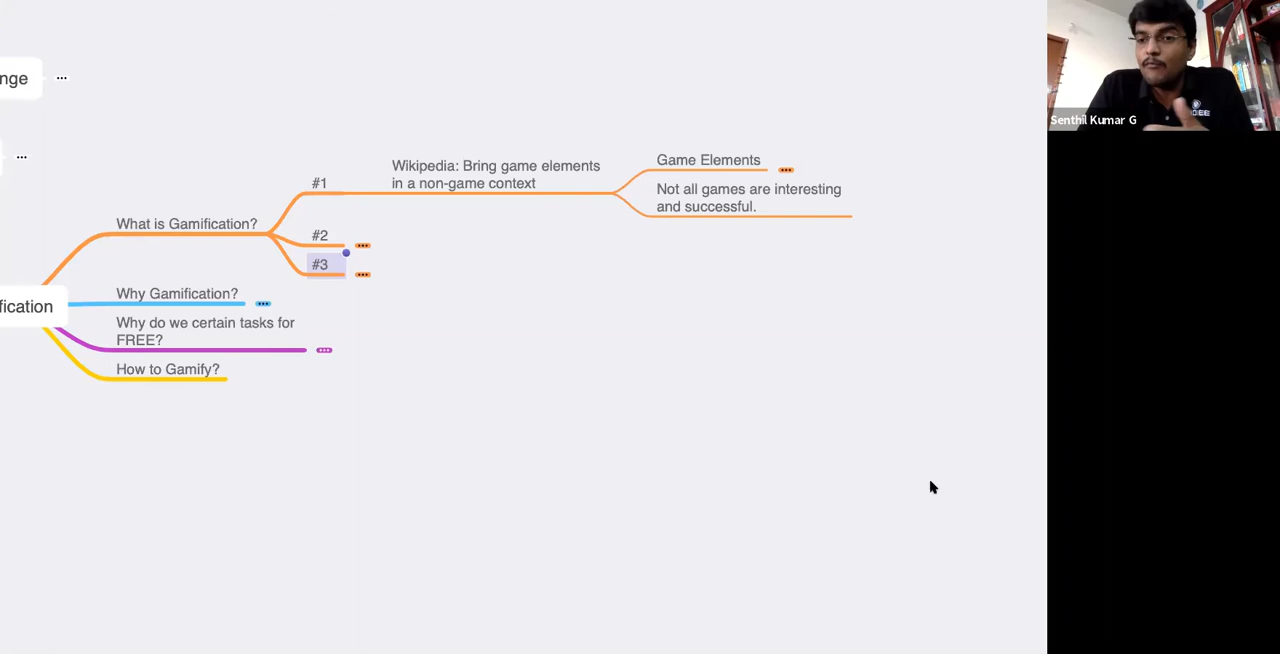 nge
Senthil Kumar G
Wikipedia: Bring game elements
in a non-game context
Game Elements
Not all games are interesting
and successful.
#1
What is Gamification?
#2
#3
Why Gamification?
fication
Why do we certain tasks for
FREE?
How to Gamify?